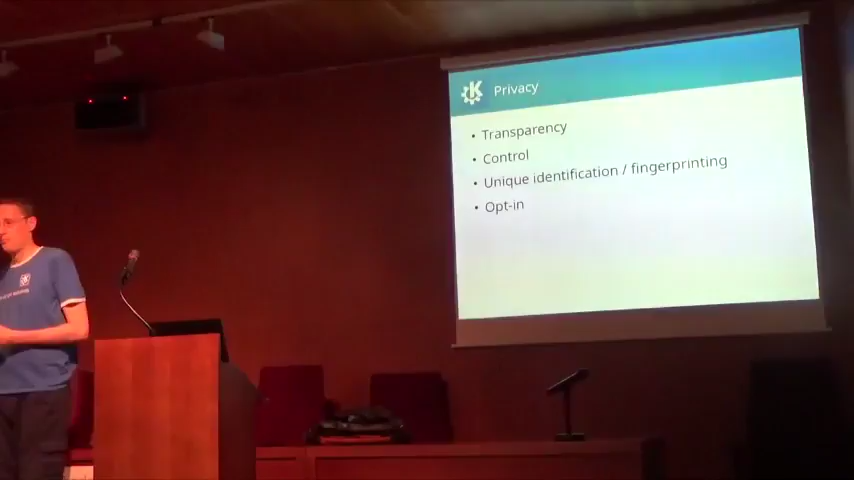 Privacy
• Transparency
• Control
• Unique identification / fingerprinting
• Opt-in